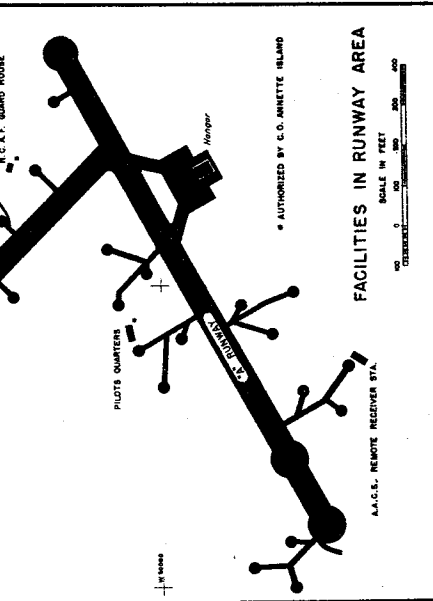 R.C.A.F. GUARD HOUSE
Hangar
* AUTHORIZED BY C.O. ANNETTE ISLAND
PILOTS QUARTERS
"A" RUNWAY
A.A.C.S. REMOTE RECEIVER STA.
FACILITIES IN RUNWAY AREA
SCALE IN FEET
100 0 100 200 300 400